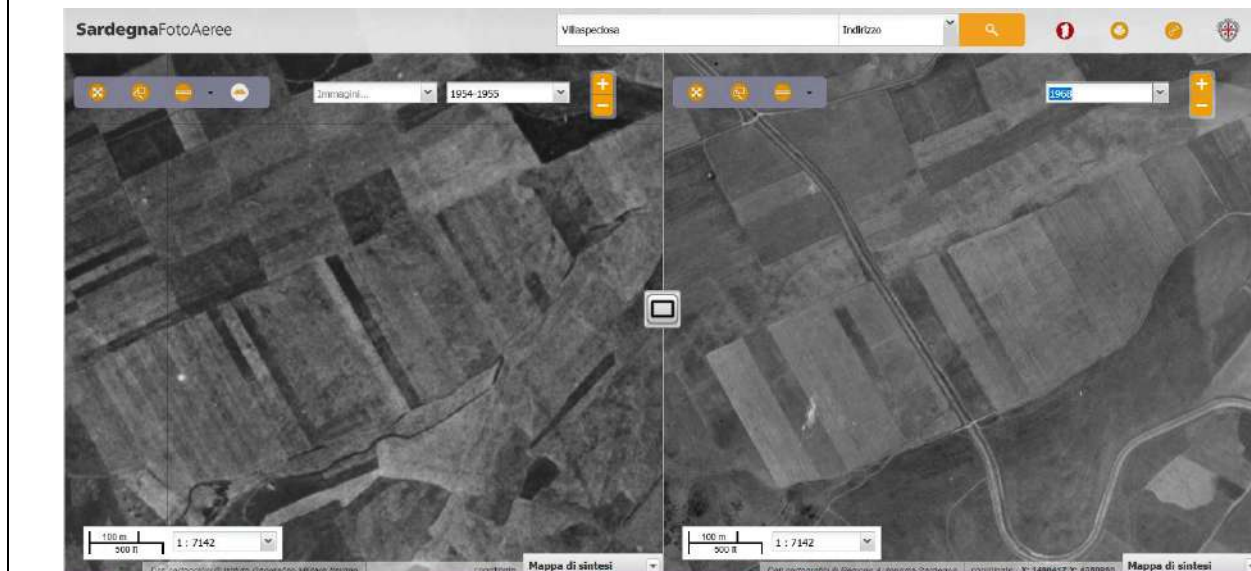 SardegnaFotoAeree
Villaspeciosa
Indirizzo
Immagini...
1954-1955
1968
100 m
500 ft
1 : 7142
Mappa di sintesi
100 m
500 ft
1 : 7142
Mappa di sintesi